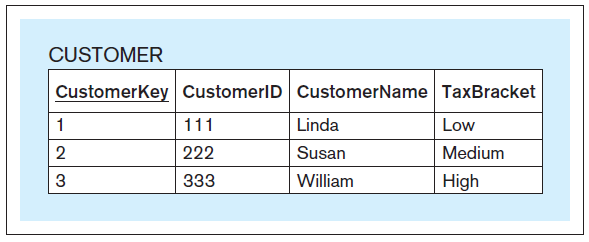 CUSTOMER
CustomerKey CustomerID CustomerName TaxBracket
1 111 Linda Low
2 222 Susan Medium
3 333 William High